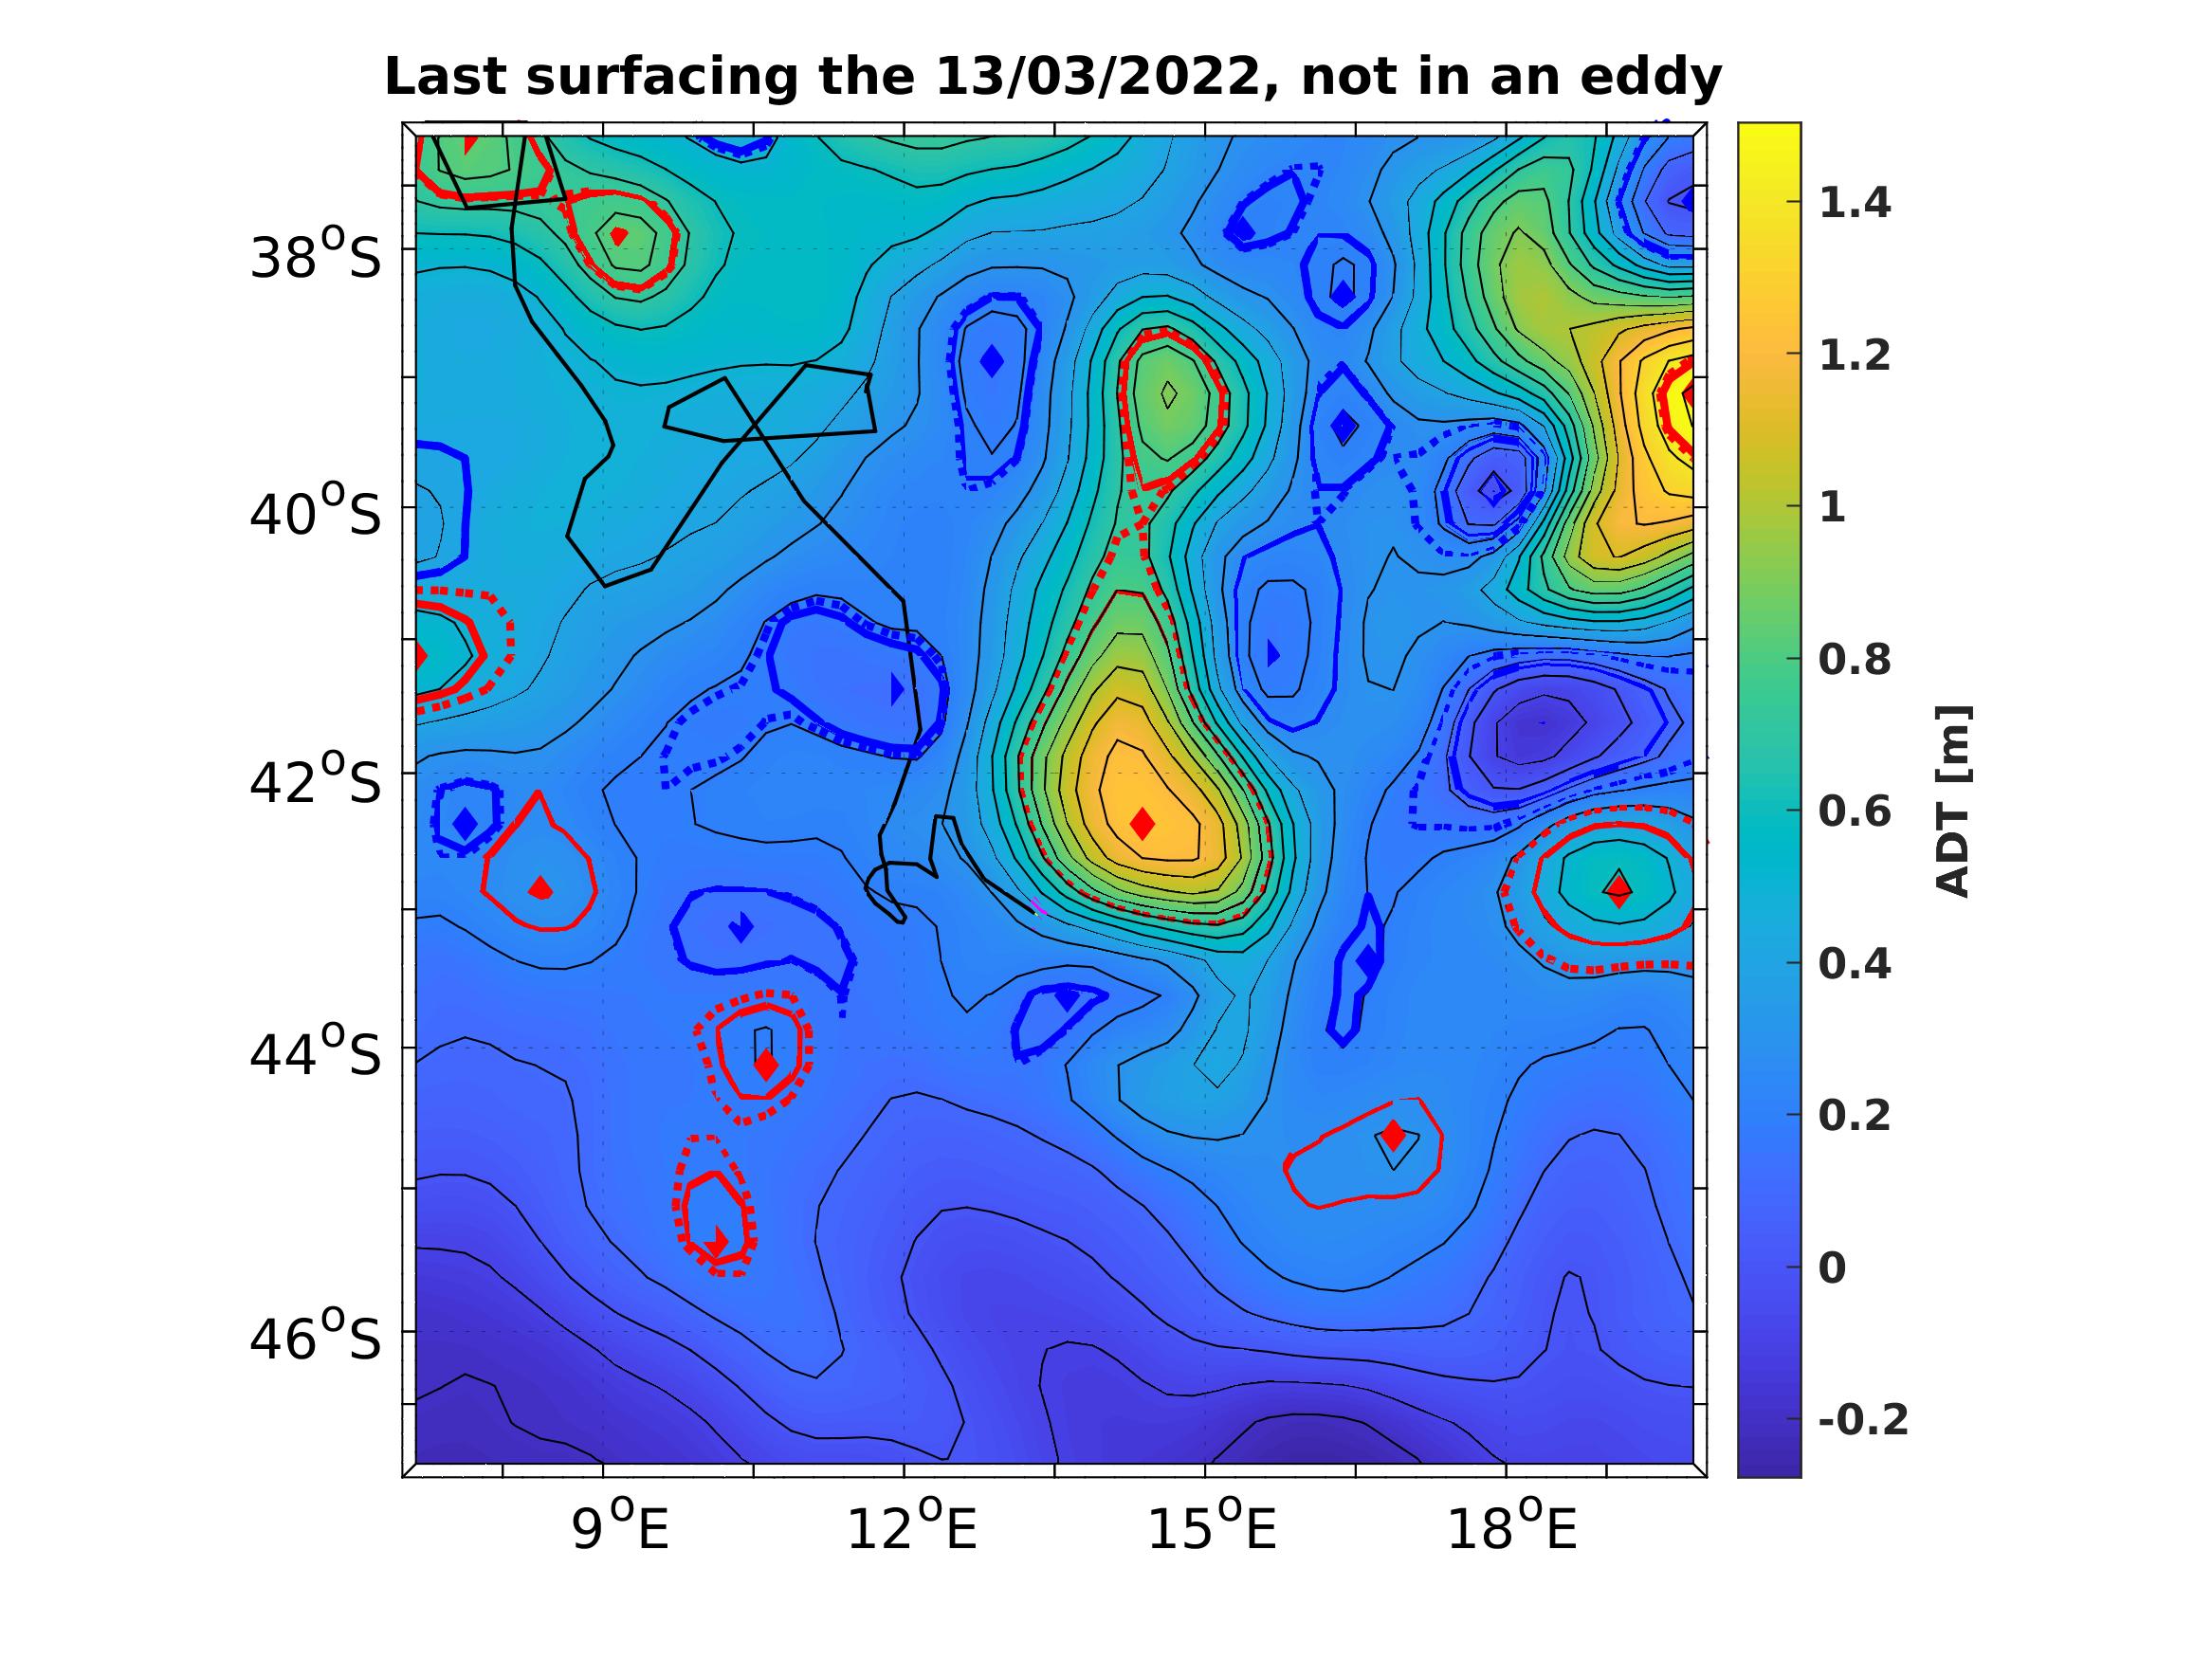 Last surfacing the 13/03/2022, not in an eddy
38°S
40°S
42°S
44°S
46°S
9°E
12°E
15°E
18°E
1.4
1.2
1
0.8
0.6
0.4
0.2
0
-0.2
ADT [m]